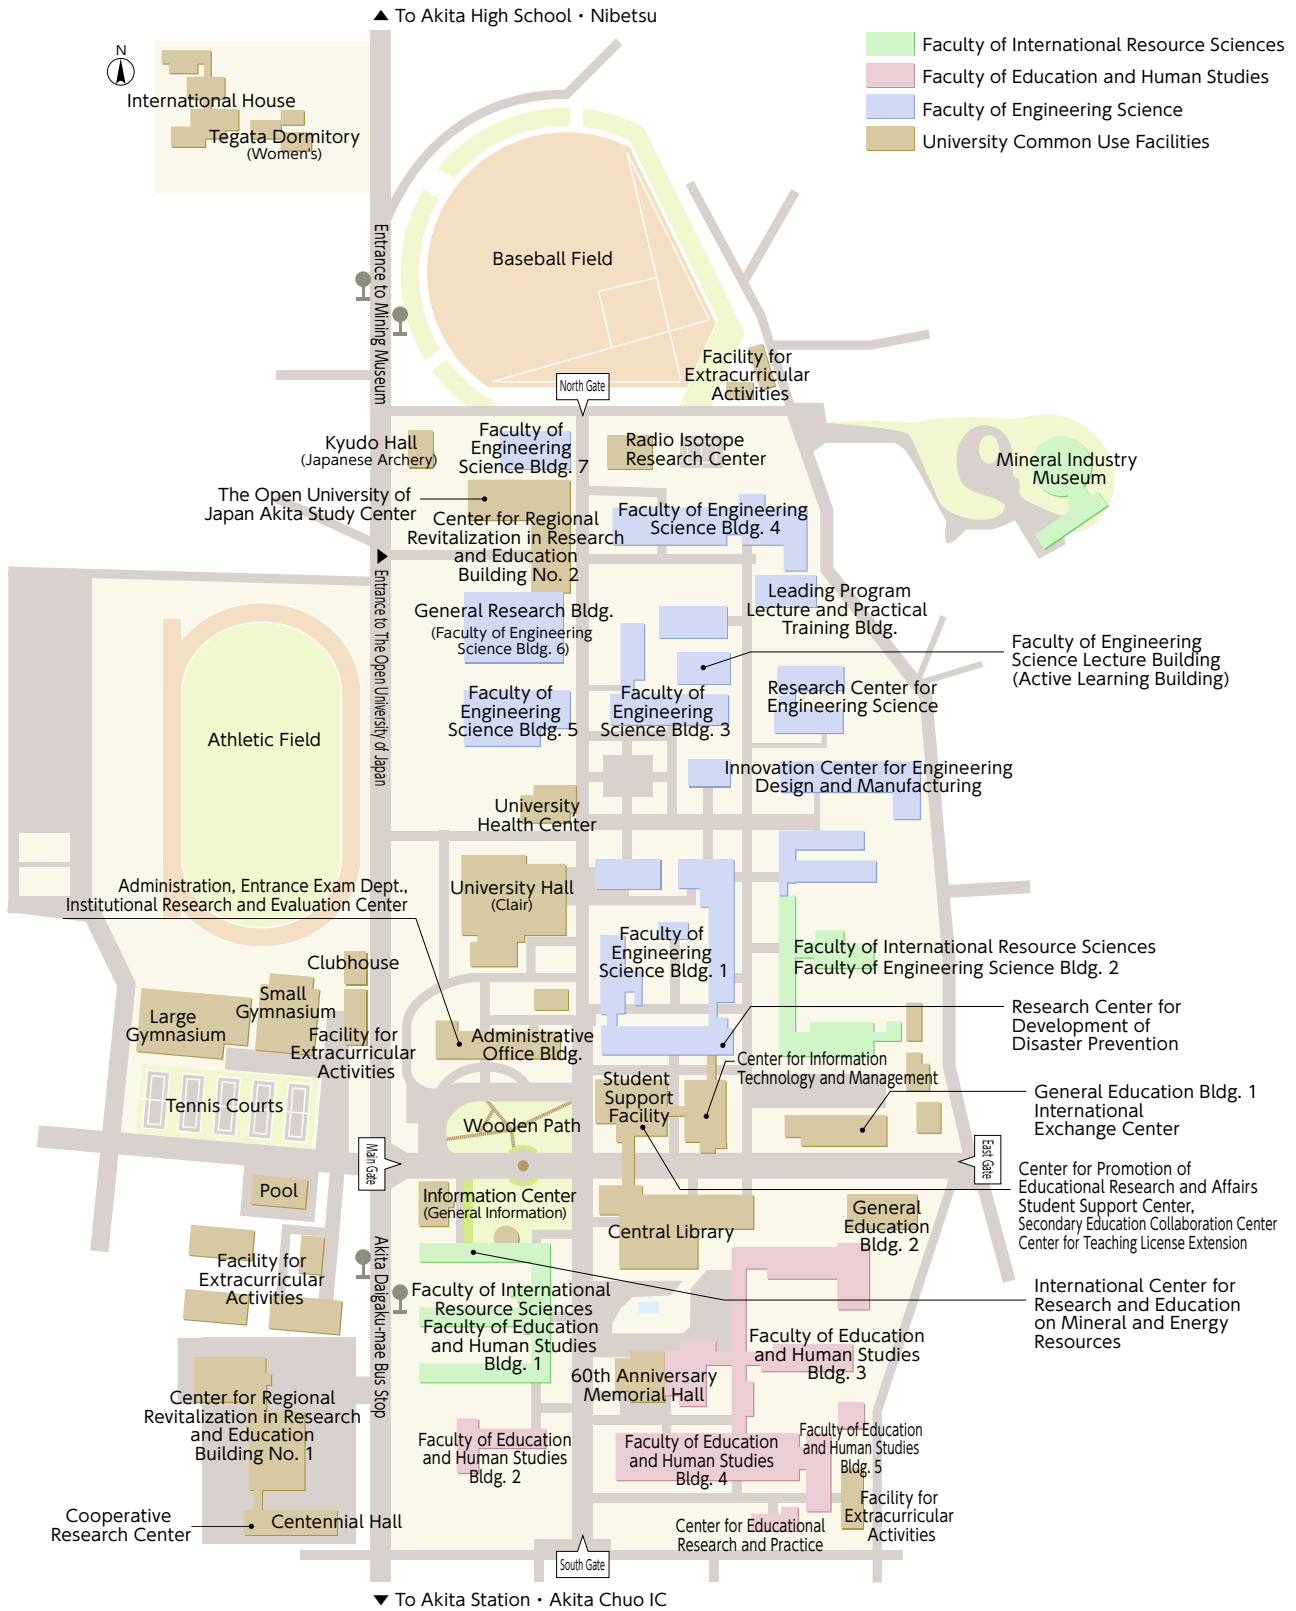 ▲ To Akita High School・Nibetsu
N
International House
Tegata Dormitory
(Women's)
Faculty of International Resource Sciences
Faculty of Education and Human Studies
Faculty of Engineering Science
University Common Use Facilities
Entrance to Mining Museum
Baseball Field
Facility for
Extracurricular
Activities
North Gate
Kyudo Hall
(Japanese Archery)
Faculty of
Engineering
Science Bldg. 7
Radio Isotope
Research Center
Mineral Industry
Museum
The Open University of
Japan Akita Study Center
Center for Regional
Revitalization in Research
and Education
Building No. 2
Faculty of Engineering
Science Bldg. 4
▶ Entrance to The Open University of Japan
General Research Bldg.
(Faculty of Engineering
Science Bldg. 6)
Leading Program
Lecture and Practical
Training Bldg.
Faculty of Engineering
Science Lecture Building
(Active Learning Building)
Faculty of
Engineering
Science Bldg. 5
Faculty of
Engineering
Science Bldg. 3
Research Center for
Engineering Science
Athletic Field
Innovation Center for Engineering
Design and Manufacturing
University
Health Center
Administration, Entrance Exam Dept.,
Institutional Research and Evaluation Center
University Hall
(Clair)
Faculty of
Engineering
Science Bldg. 1
Faculty of International Resource Sciences
Faculty of Engineering Science Bldg. 2
Clubhouse
Small
Gymnasium
Large
Gymnasium
Facility for
Extracurricular
Activities
Administrative
Office Bldg.
Research Center for
Development of
Disaster Prevention
Center for Information
Technology and Management
Student
Support
Facility
General Education Bldg. 1
International
Exchange Center
Tennis Courts
Wooden Path
Main Gate
East Gate
Center for Promotion of
Educational Research and Affairs
Student Support Center,
Secondary Education Collaboration Center
Center for Teaching License Extension
Pool
Information Center
(General Information)
Central Library
General
Education
Bldg. 2
Facility for
Extracurricular
Activities
Akita Daigaku-mae Bus Stop
Faculty of International
Resource Sciences
Faculty of Education
and Human Studies
Bldg. 1
International Center for
Research and Education
on Mineral and Energy
Resources
Faculty of Education
and Human Studies
Bldg. 3
60th Anniversary
Memorial Hall
Center for Regional
Revitalization in Research
and Education
Building No. 1
Faculty of Education
and Human Studies
Bldg. 2
Faculty of Education
and Human Studies
Bldg. 4
Faculty of Education
and Human Studies
Bldg. 5
Facility for
Extracurricular
Activities
Cooperative
Research Center
Centennial Hall
Center for Educational
Research and Practice
South Gate
▼ To Akita Station・Akita Chuo IC